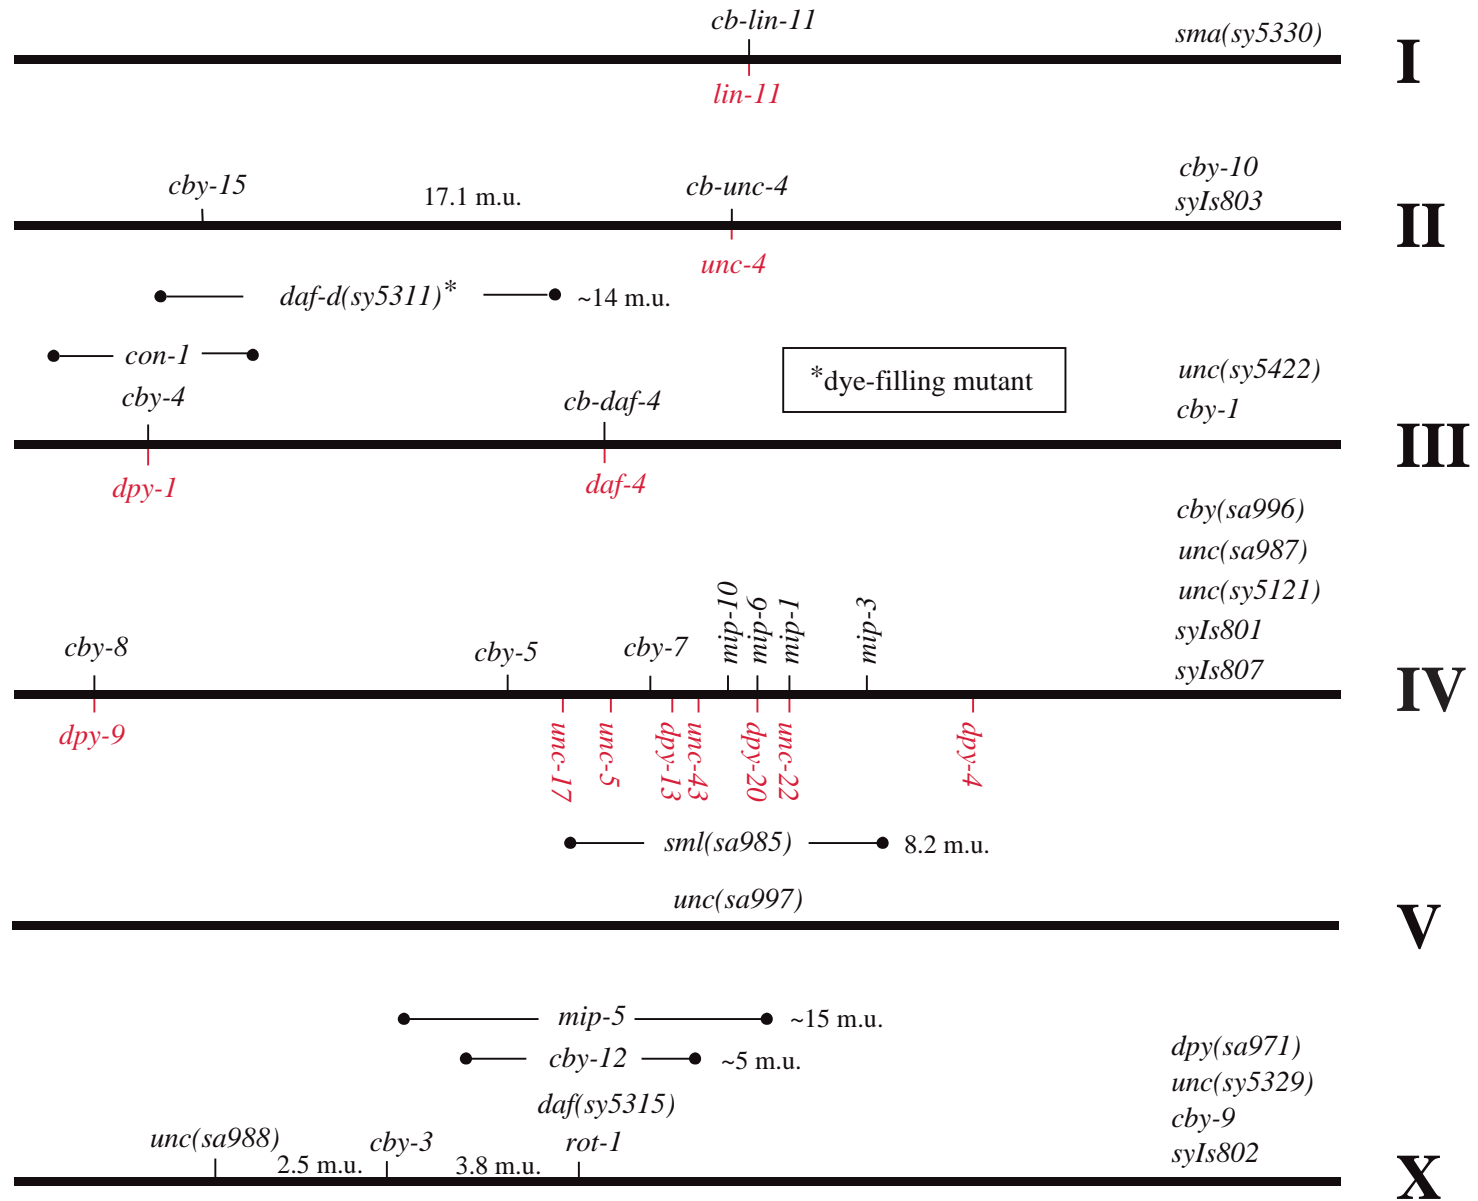 cb-lin-11
sma(sy5330)
I
lin-11
cby-15
17.1 m.u.
cb-unc-4
cby-10
syIs803
II
unc-4
daf-d(sy5311)*
~14 m.u.
con-1
cby-4
cb-daf-4
*dye-filling mutant
unc(sy5422)
cby-1
III
dpy-1
daf-4
cby(sa996)
unc(sa987)
unc(sy5121)
syIs801
syIs807
cby-8
cby-5
cby-7
mip-10
mip-6
mip-1
mip-3
IV
dpy-9
unc-17
unc-5
dpy-13
unc-43
dpy-20
unc-22
dpy-4
sml(sa985)
8.2 m.u.
unc(sa997)
V
mip-5
~15 m.u.
cby-12
~5 m.u.
daf(sy5315)
dpy(sa971)
unc(sy5329)
cby-9
syIs802
unc(sa988)
2.5 m.u.
cby-3
3.8 m.u.
rot-1
X